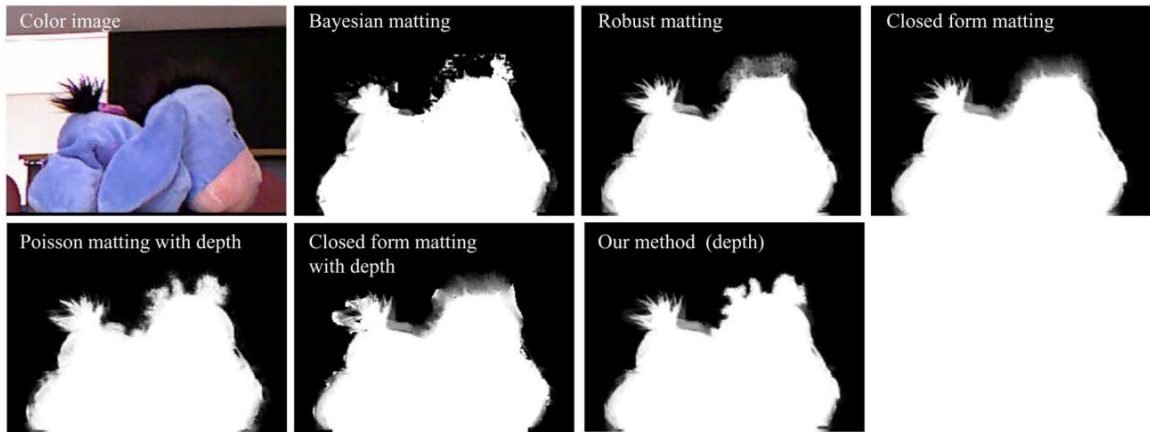 Color image
Bayesian matting
Robust matting
Closed form matting
Poisson matting with depth
Closed form matting
with depth
Our method (depth)